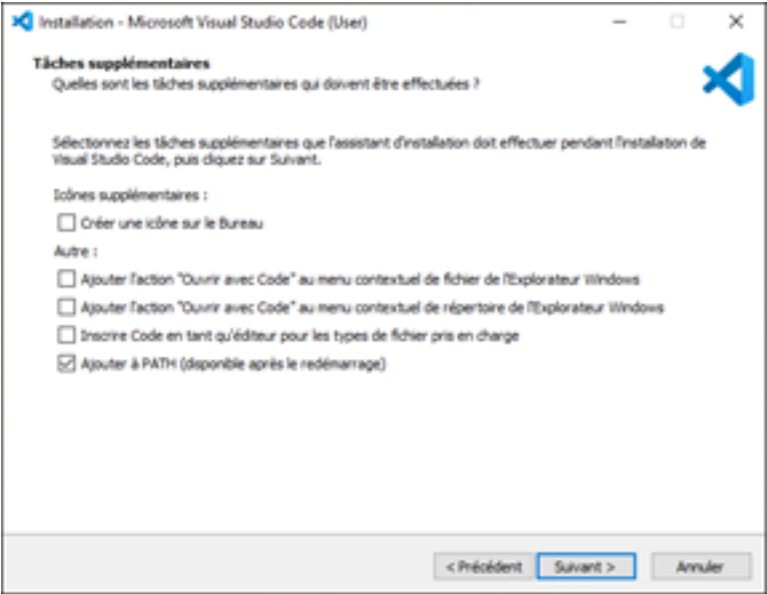 Installation - Microsoft Visual Studio Code (User)
Tâches supplémentaires
Quelles sont les tâches supplémentaires qui doivent être effectuées ?
Sélectionnez les tâches supplémentaires que l'assistant d'installation doit effectuer pendant l'installation de
Visual Studio Code, puis cliquez sur Suivant.
Icônes supplémentaires :
Créer une icône sur le Bureau
Autre :
Ajouter l'action "Ouvrir avec Code" au menu contextuel de fichier de l'Explorateur Windows
Ajouter l'action "Ouvrir avec Code" au menu contextuel de répertoire de l'Explorateur Windows
Inscrire Code en tant qu'éditeur pour les types de fichier pris en charge
Ajouter à PATH (disponible après le redémarrage)
< Précédent Suivant > Annuler